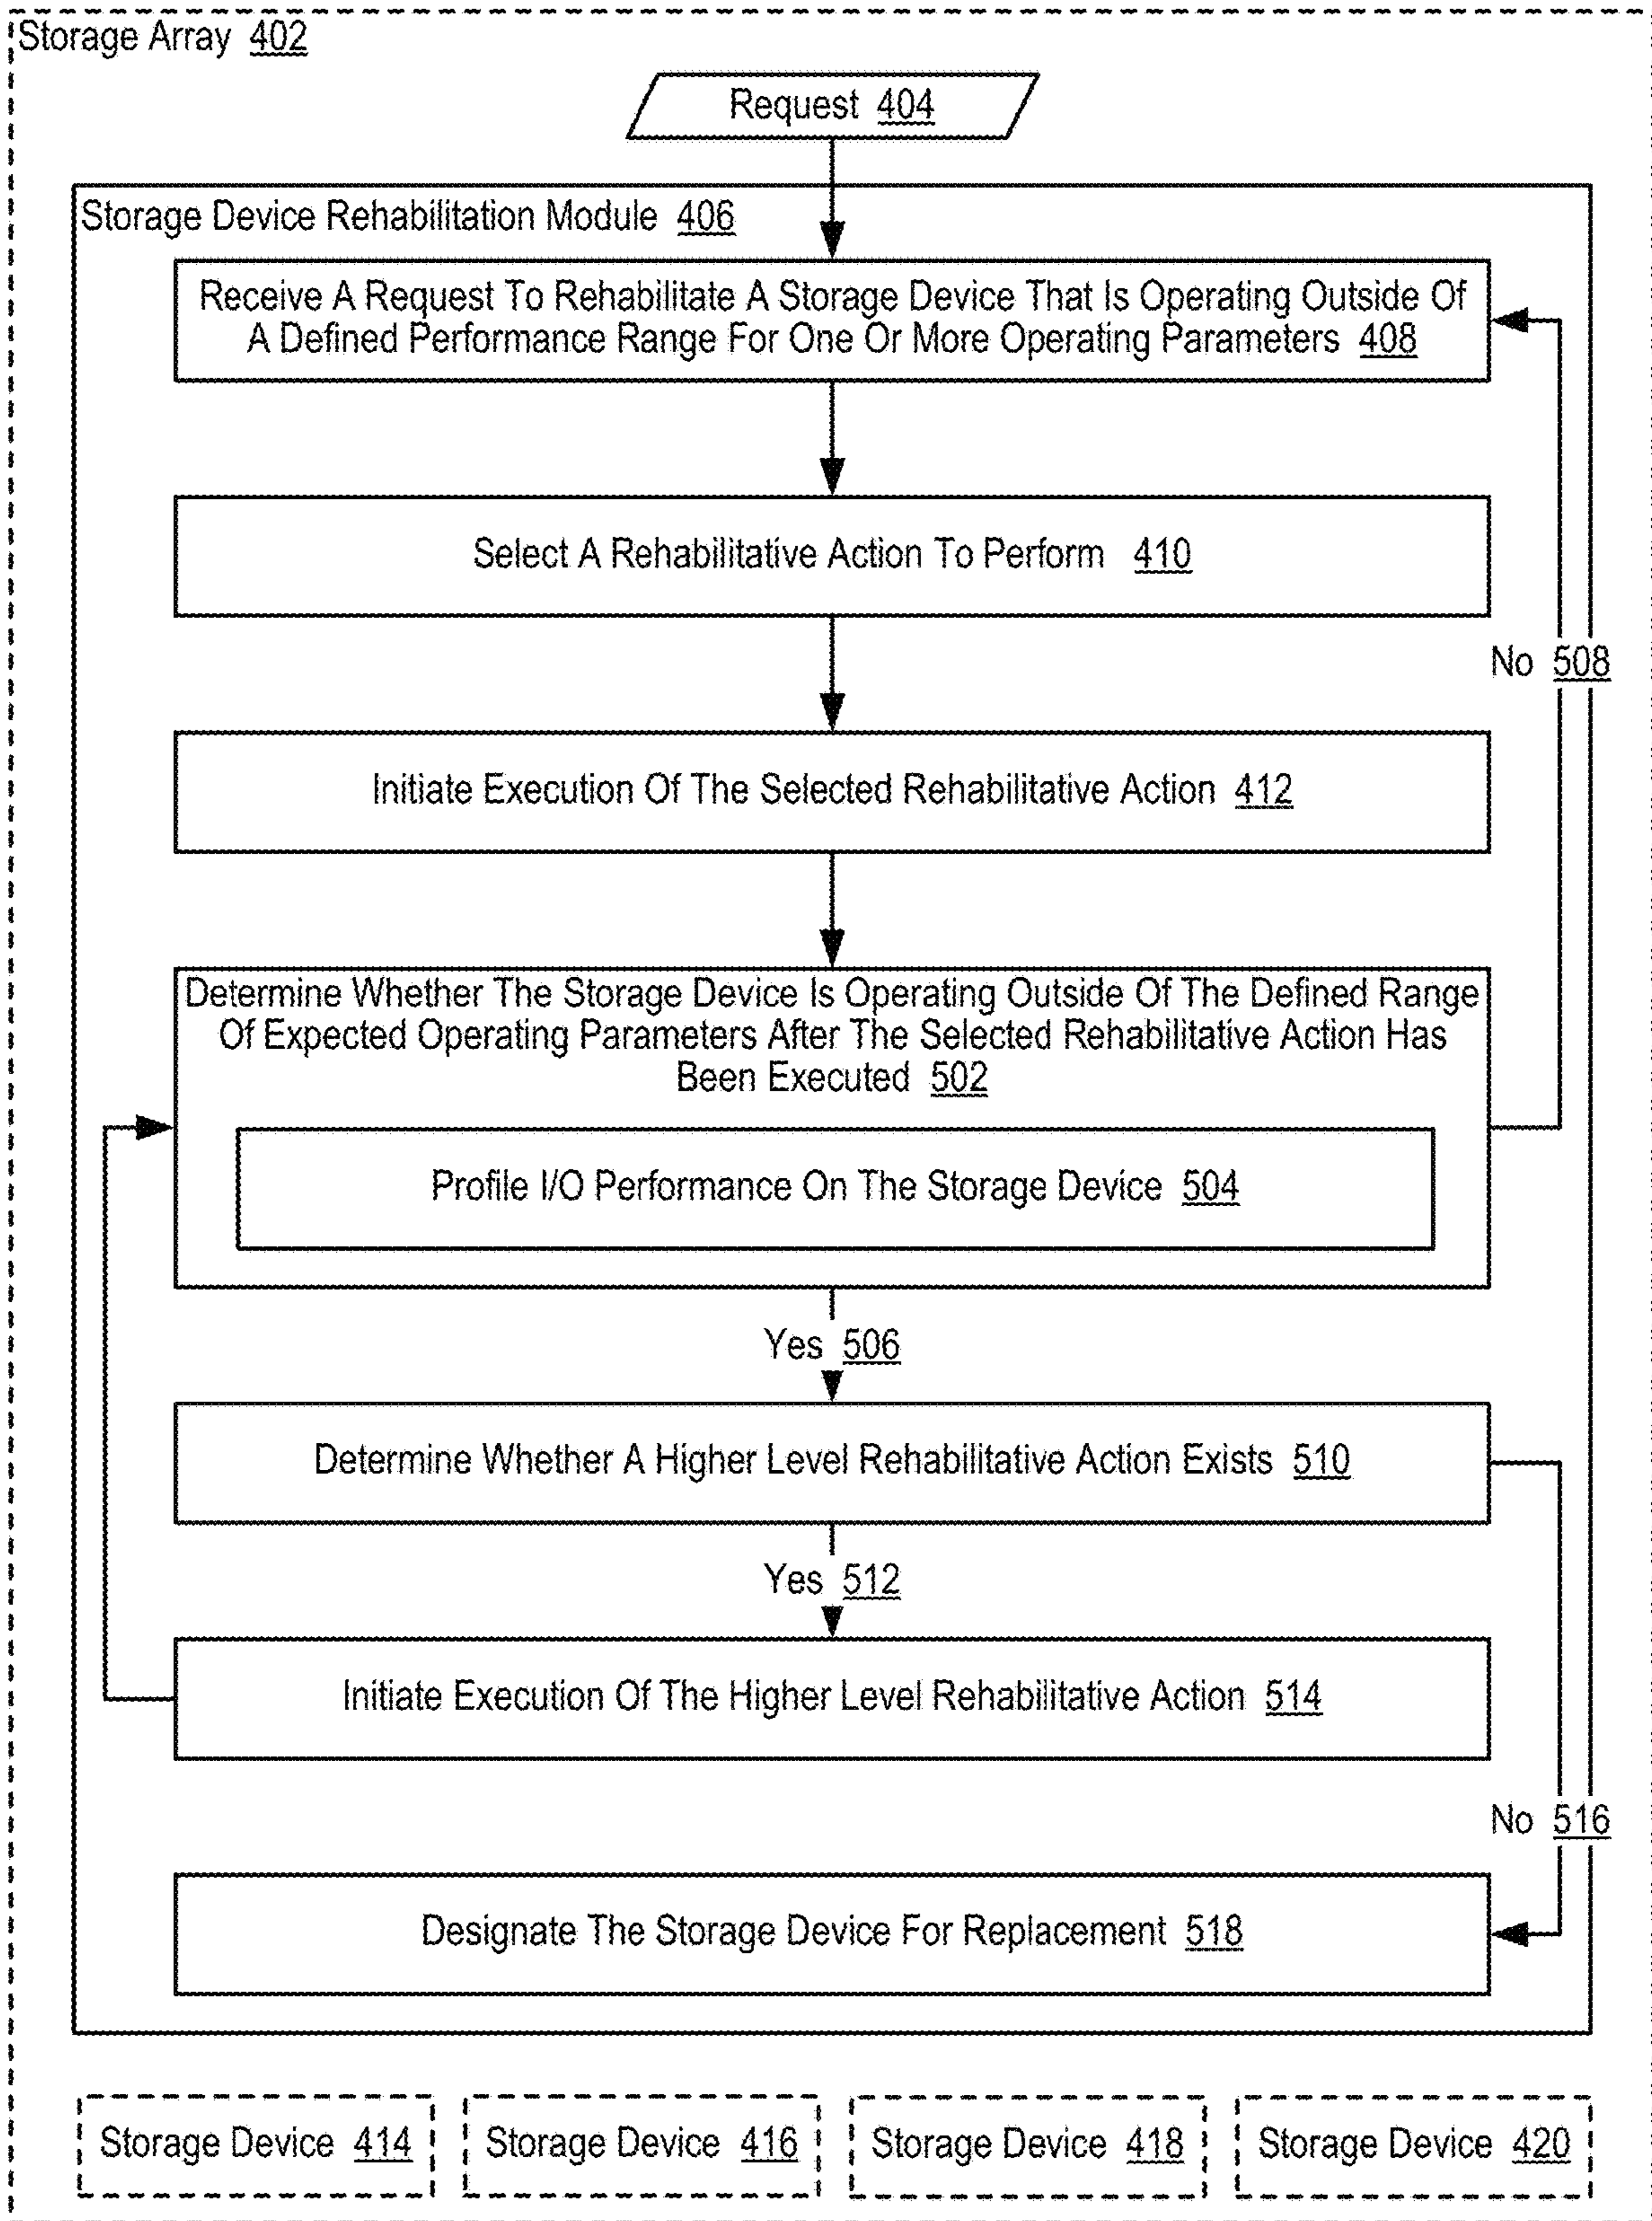 Storage Array 402
Request 404
Storage Device Rehabilitation Module 406
Receive A Request To Rehabilitate A Storage Device That Is Operating Outside Of
A Defined Performance Range For One Or More Operating Parameters 408
Select A Rehabilitative Action To Perform 410
No 508
Initiate Execution Of The Selected Rehabilitative Action 412
Determine Whether The Storage Device Is Operating Outside Of The Defined Range
Of Expected Operating Parameters After The Selected Rehabilitative Action Has
Been Executed 502
Profile I/O Performance On The Storage Device 504
Yes 506
Determine Whether A Higher Level Rehabilitative Action Exists 510
Yes 512
Initiate Execution Of The Higher Level Rehabilitative Action 514
No 516
Designate The Storage Device For Replacement 518
Storage Device 414
Storage Device 416
Storage Device 418
Storage Device 420